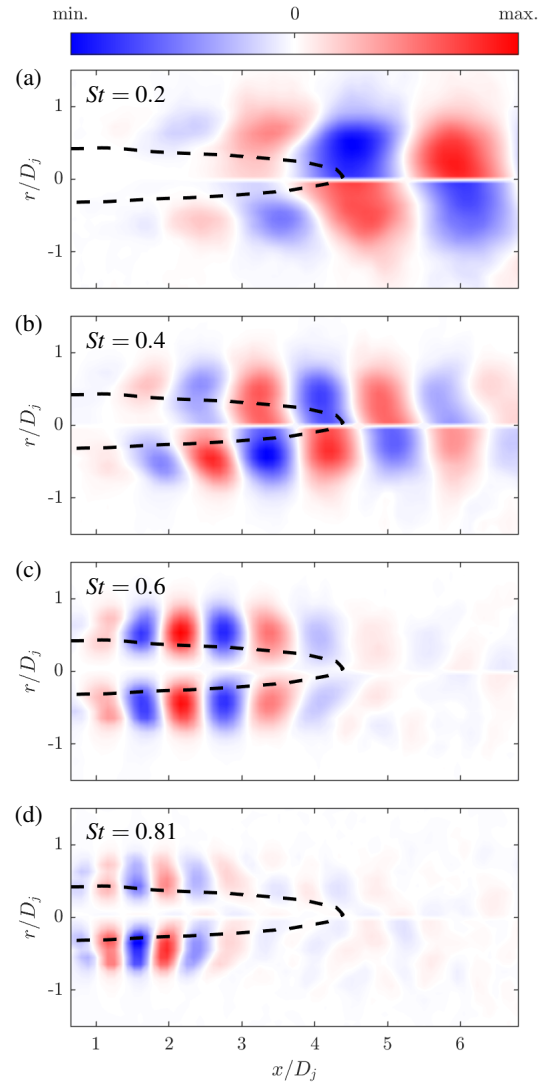 min. 0 max.
(a)
St = 0.2
1
0
-1
r/D_j
(b)
St = 0.4
1
0
-1
r/D_j
(c)
St = 0.6
1
0
-1
r/D_j
(d)
St = 0.81
1
0
-1
r/D_j
1 2 3 4 5 6
x/D_j